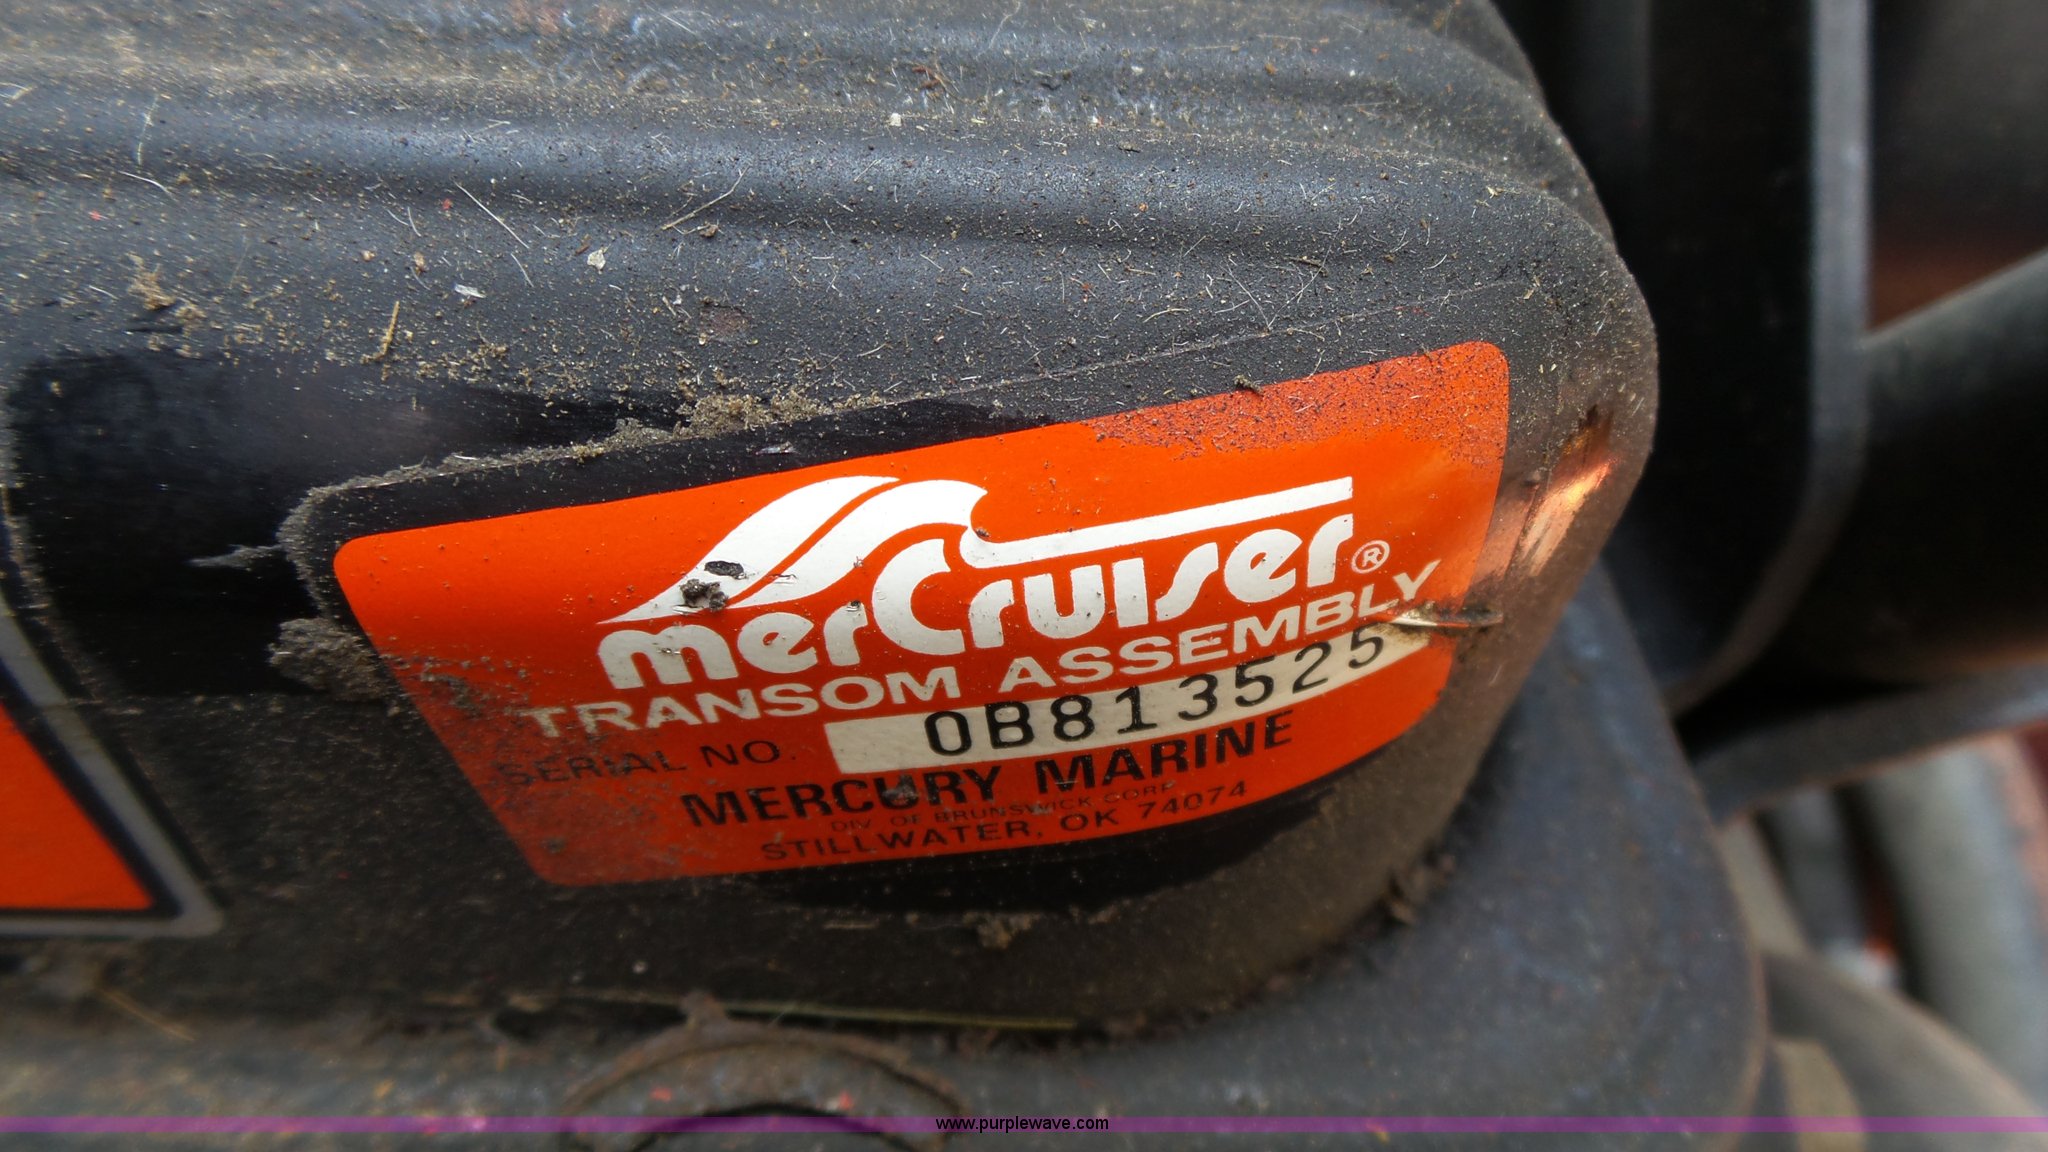 merCruiser®
TRANSOM ASSEMBLY
SERIAL NO. 0B813525
MERCURY MARINE
DIV. OF BRUNSWICK CORP.
STILLWATER, OK 74074
www.purplewave.com